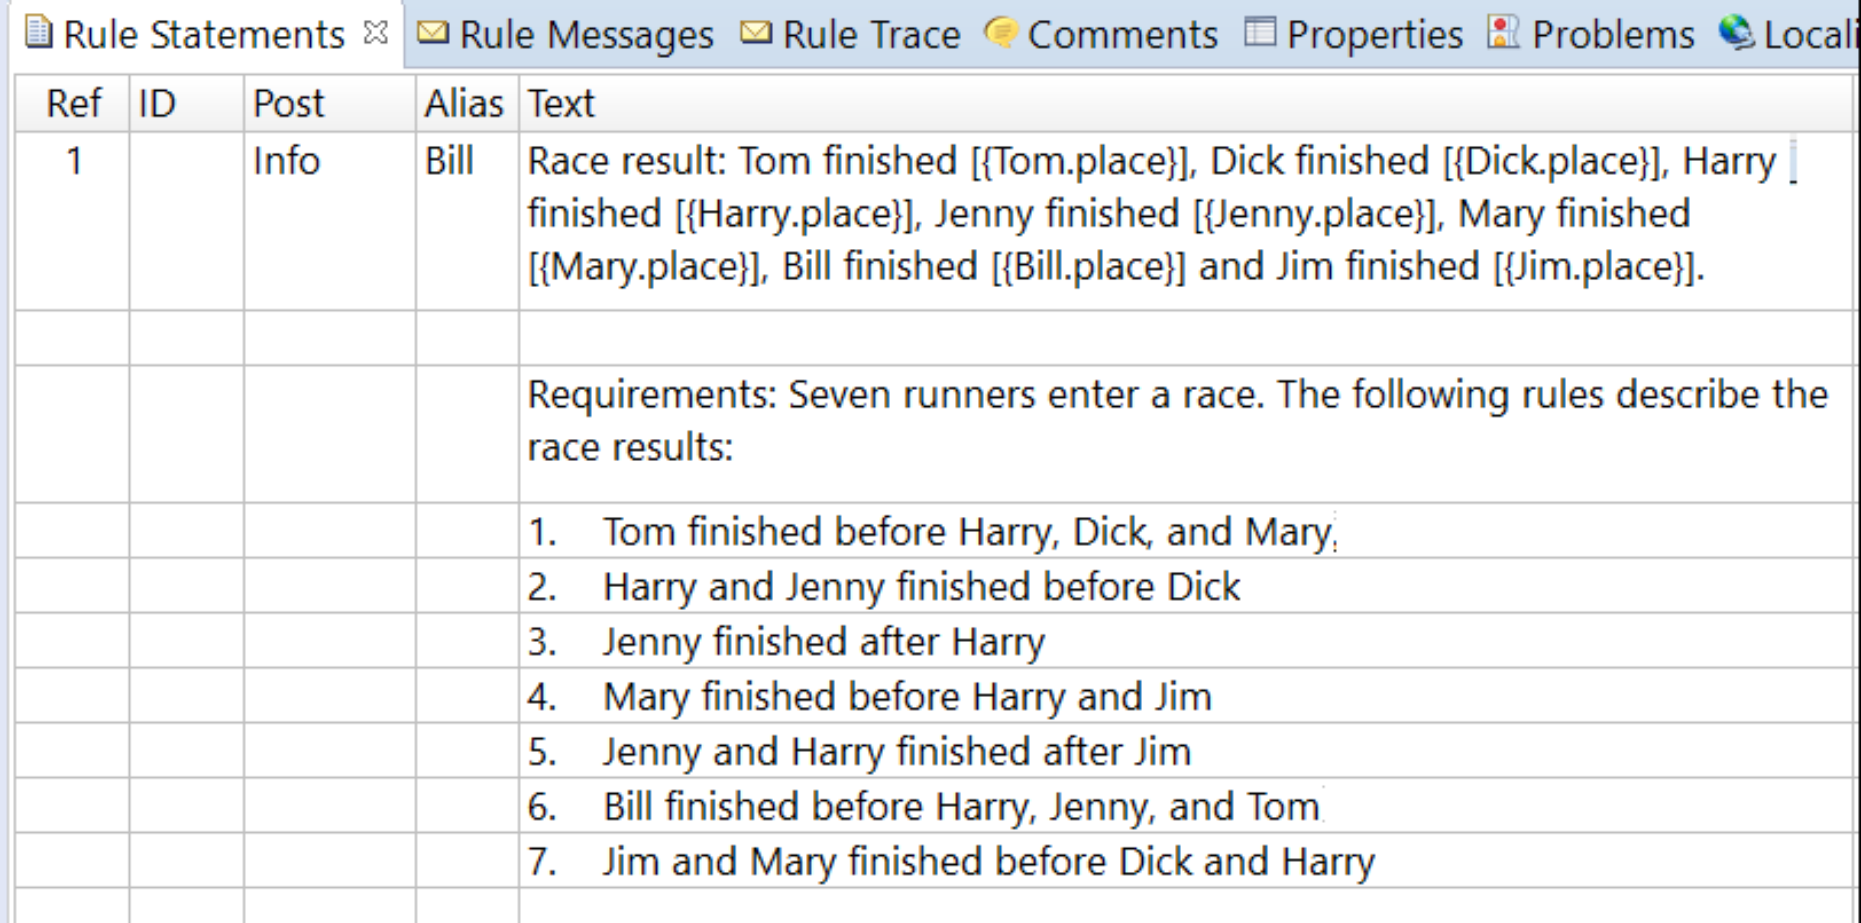 Rule Statements Rule Messages Rule Trace Comments Properties Problems Locali
Ref ID Post Alias Text
1 Info Bill Race result: Tom finished [{Tom.place}], Dick finished [{Dick.place}], Harry
finished [{Harry.place}], Jenny finished [{Jenny.place}], Mary finished
[{Mary.place}], Bill finished [{Bill.place}] and Jim finished [{Jim.place}].
Requirements: Seven runners enter a race. The following rules describe the
race results:
1. Tom finished before Harry, Dick, and Mary,
2. Harry and Jenny finished before Dick
3. Jenny finished after Harry
4. Mary finished before Harry and Jim
5. Jenny and Harry finished after Jim
6. Bill finished before Harry, Jenny, and Tom
7. Jim and Mary finished before Dick and Harry